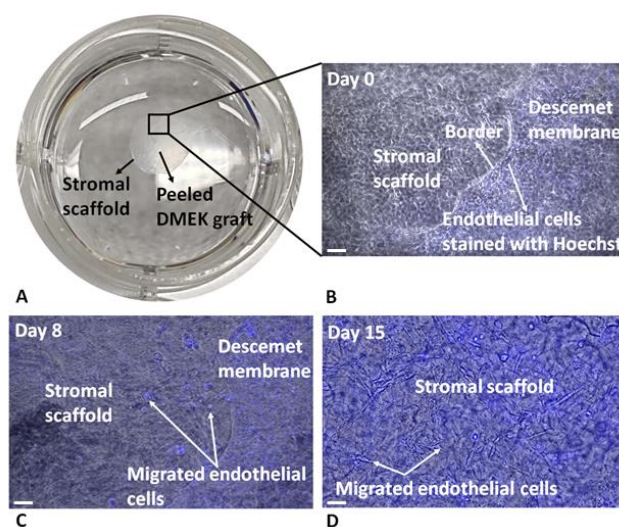 Stromal
scaffold
Peeled
DMEK graft
A
Day 0
Descemet
membrane
Border
Stromal
scaffold
Endothelial cells
stained with Hoechst
B
Day 8
Descemet
membrane
Stromal
scaffold
Migrated endothelial
cells
C
Day 15
Stromal scaffold
Migrated endothelial cells
D